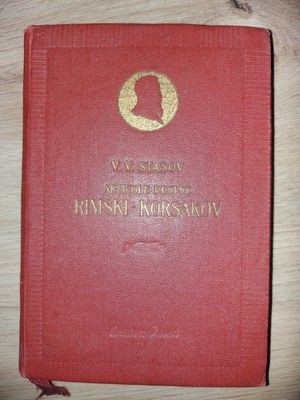 V. V. STASOV
ARTICOLE DESPRE
RIMSKI-KORSAKOV